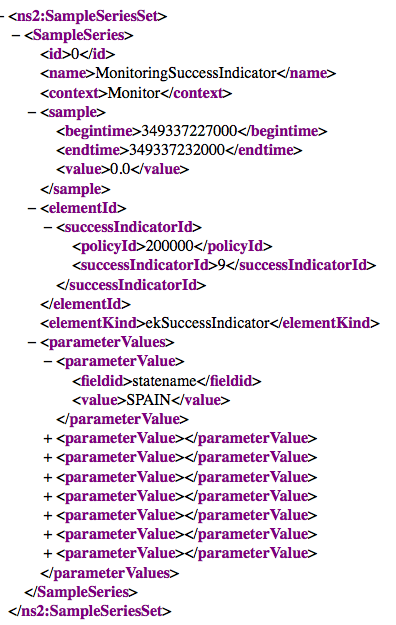 − <ns2:SampleSeriesSet>
− <SampleSeries>
<id>0</id>
<name>MonitoringSuccessIndicator</name>
<context>Monitor</context>
− <sample>
<begintime>349337227000</begintime>
<endtime>349337232000</endtime>
<value>0.0</value>
</sample>
− <elementId>
− <successIndicatorId>
<policyId>200000</policyId>
<successIndicatorId>9</successIndicatorId>
</successIndicatorId>
</elementId>
<elementKind>ekSuccessIndicator</elementKind>
− <parameterValues>
− <parameterValue>
<fieldid>statename</fieldid>
<value>SPAIN</value>
</parameterValue>
+ <parameterValue></parameterValue>
+ <parameterValue></parameterValue>
+ <parameterValue></parameterValue>
+ <parameterValue></parameterValue>
+ <parameterValue></parameterValue>
+ <parameterValue></parameterValue>
+ <parameterValue></parameterValue>
</parameterValues>
</SampleSeries>
</ns2:SampleSeriesSet>